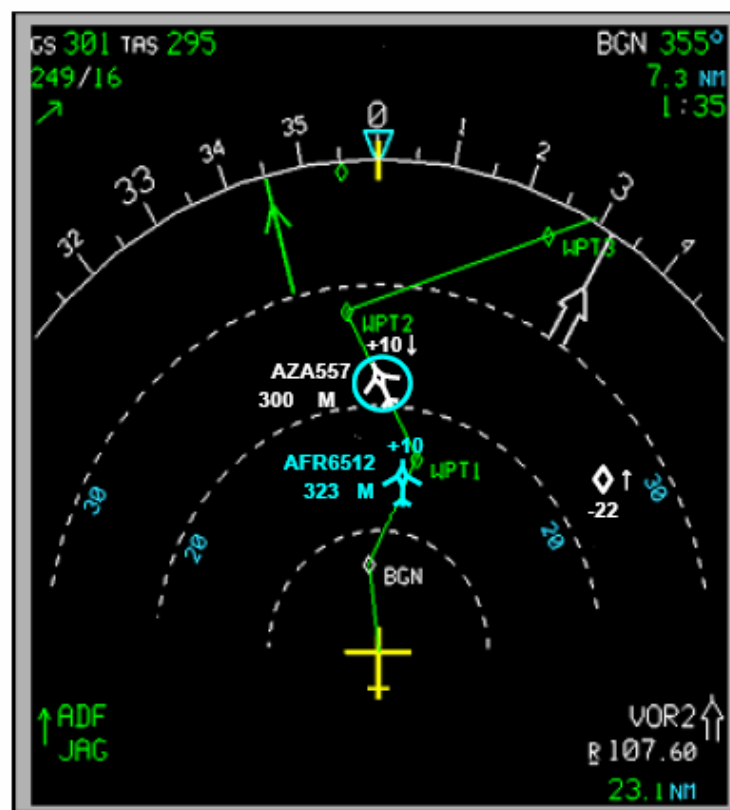 GS 301 TAS 295
BGN 355°
249/16
7.3 NM
1:35
0
35
1
34
2
33
3
32
4
WPT3
WPT2
+10↓
AZA557
300 M
+10
AFR6512
WPT1
323 M
↑
-22
30
30
20
20
BGN
↑ADF
VOR2
JAG
R 107.60
23.1 NM